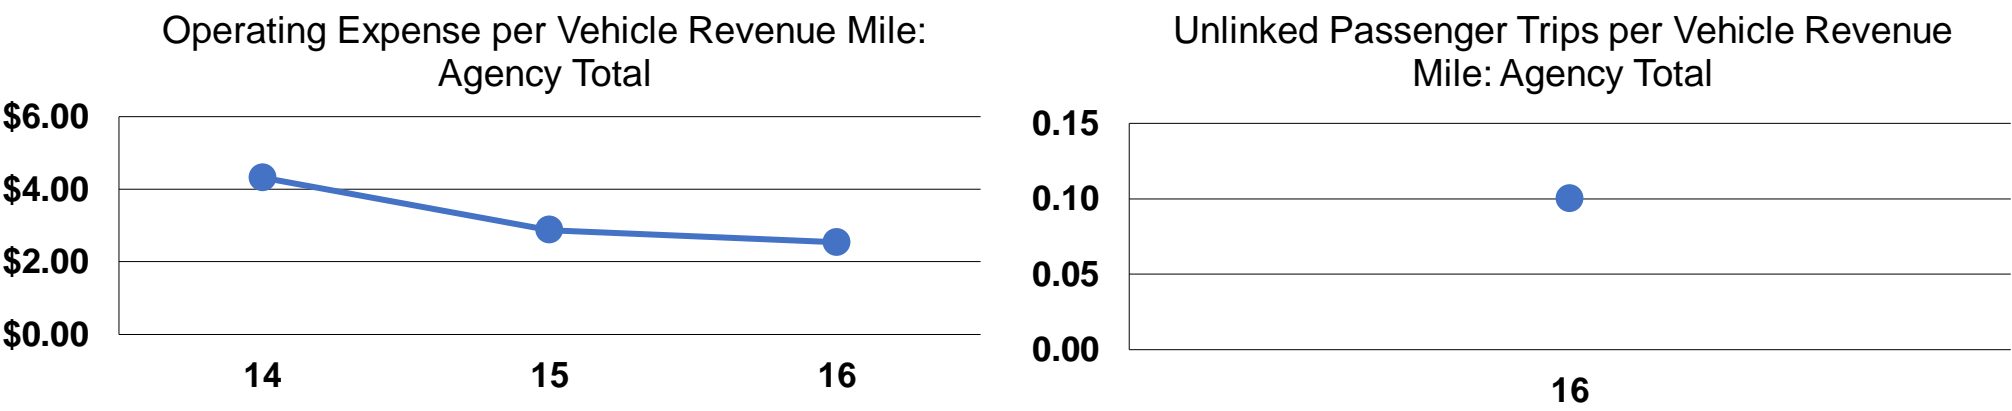 Operating Expense per Vehicle Revenue Mile:
Agency Total
$6.00
$4.00
$2.00
$0.00
14 15 16
Unlinked Passenger Trips per Vehicle Revenue
Mile: Agency Total
0.15
0.10
0.05
0.00
16